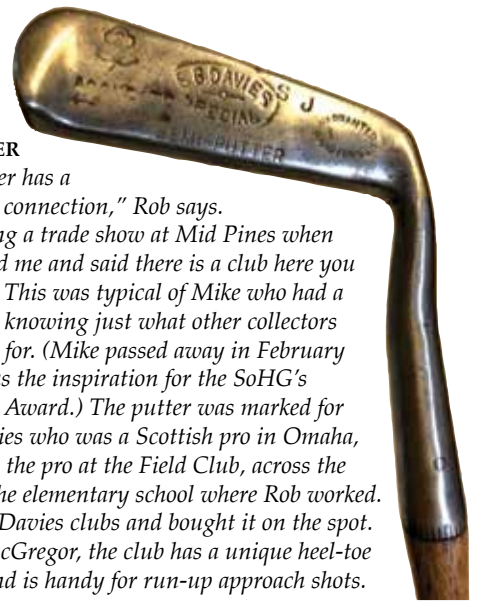 E B DAVIES S J
SPECIAL
PUTTER
ER
er has a
connection,” Rob says.
ng a trade show at Mid Pines when
d me and said there is a club here you
This was typical of Mike who had a
knowing just what other collectors
for. (Mike passed away in February
s the inspiration for the SoHG’s
Award.) The putter was marked for
ies who was a Scottish pro in Omaha,
the pro at the Field Club, across the
he elementary school where Rob worked.
Davies clubs and bought it on the spot.
cGregor, the club has a unique heel-toe
nd is handy for run-up approach shots.